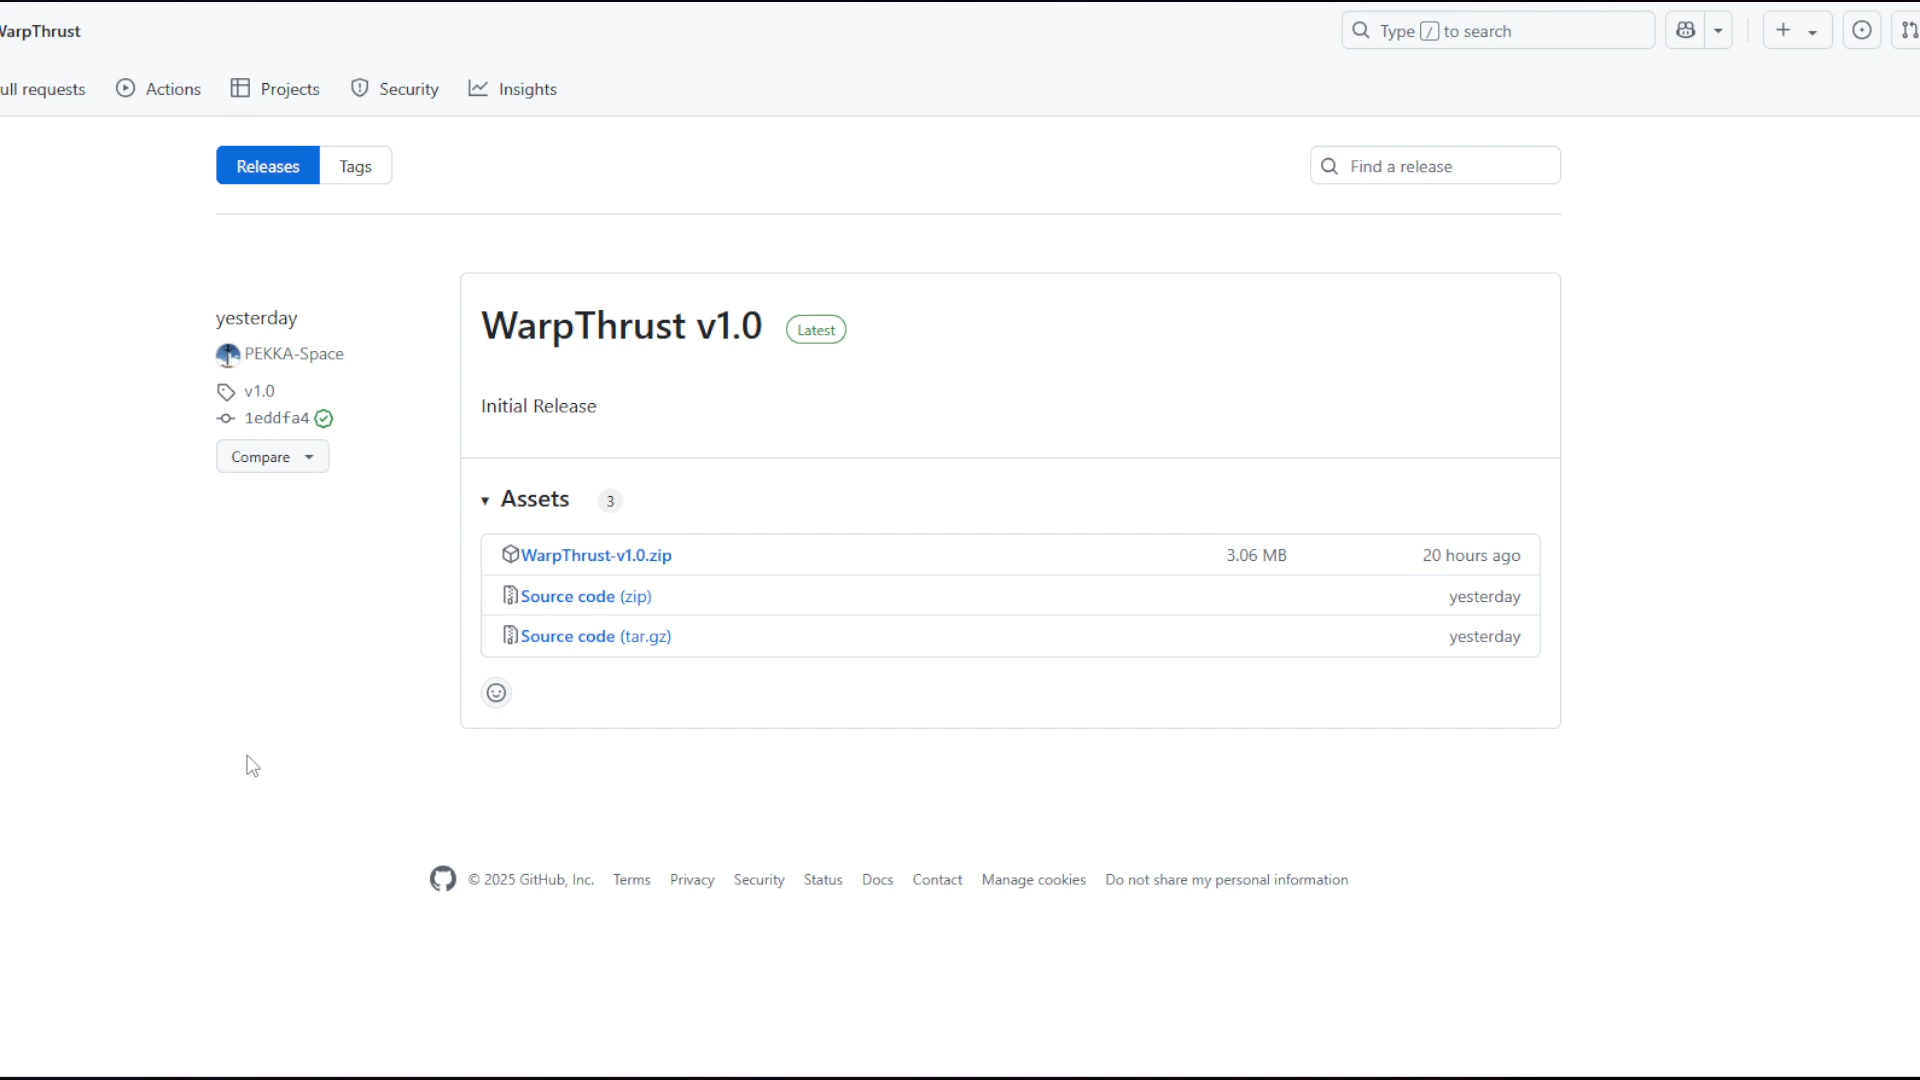 WarpThrust
Type / to search
ull requests
Actions
Projects
Security
Insights
Releases
Tags
Find a release
yesterday
PEKKA-Space
v1.0
1eddfa4
Compare
WarpThrust v1.0
Latest
Initial Release
Assets 3
WarpThrust-v1.0.zip 3.06 MB 20 hours ago
Source code (zip) yesterday
Source code (tar.gz) yesterday
© 2025 GitHub, Inc. Terms Privacy Security Status Docs Contact Manage cookies Do not share my personal information